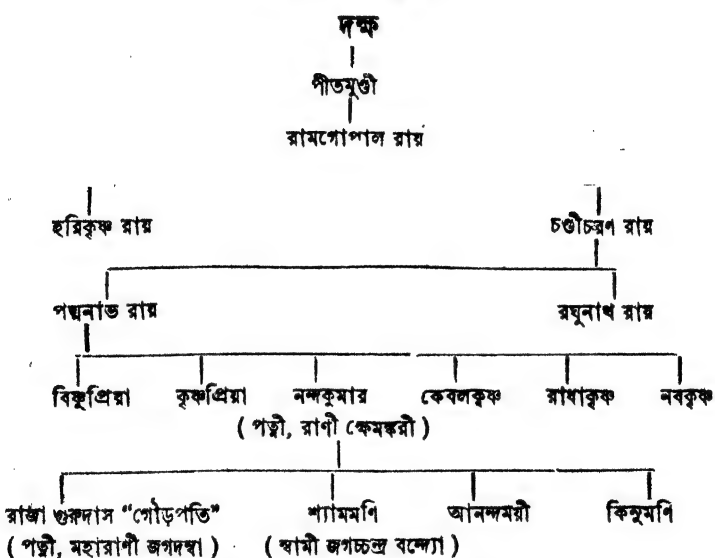 দক্ষ
পীতমুণ্ডী
রামগোপাল রায়
হরিকৃষ্ণ রায় চণ্ডীচরণ রায়
পদ্মনাভ রায় রঘুনাথ রায়
বিষ্ণুপ্রিয়া কৃষ্ণপ্রিয়া নন্দকুমার কেবলকৃষ্ণ রাধাকৃষ্ণ নবকৃষ্ণ
( পত্নী, রাণী ক্ষেমঙ্করী )
রাজা গুরুদাস "গৌড়পতি" শ্যামমণি আনন্দময়ী কিনুমণি
( পত্নী, মহারাণী জগদম্বা ) ( স্বামী জগচ্চন্দ্র বন্দ্যো )